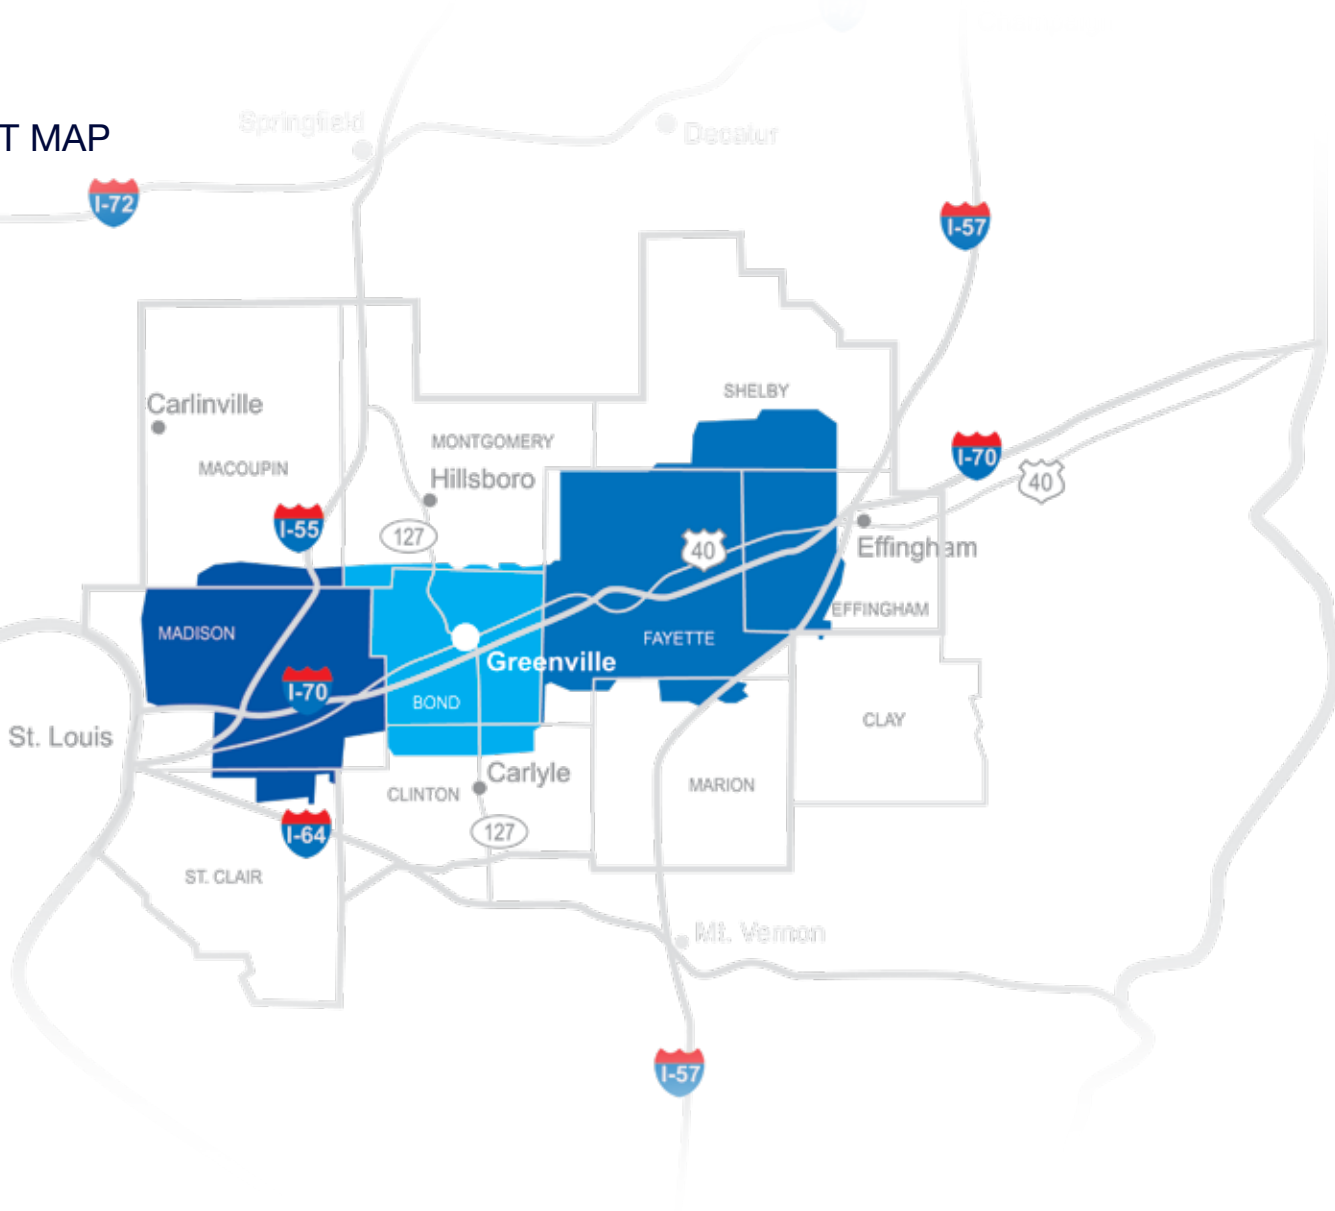 T MAP
Springfield
Decatur
I-72
I-57
SHELBY
Carlinville
MONTGOMERY
I-70
MACOUPIN
Hillsboro
40
I-55
127
40
Effingham
EFFINGHAM
MADISON
FAYETTE
Greenville
I-70
BOND
CLAY
St. Louis
Carlyle
MARION
CLINTON
127
I-64
ST. CLAIR
Mt. Vernon
I-57